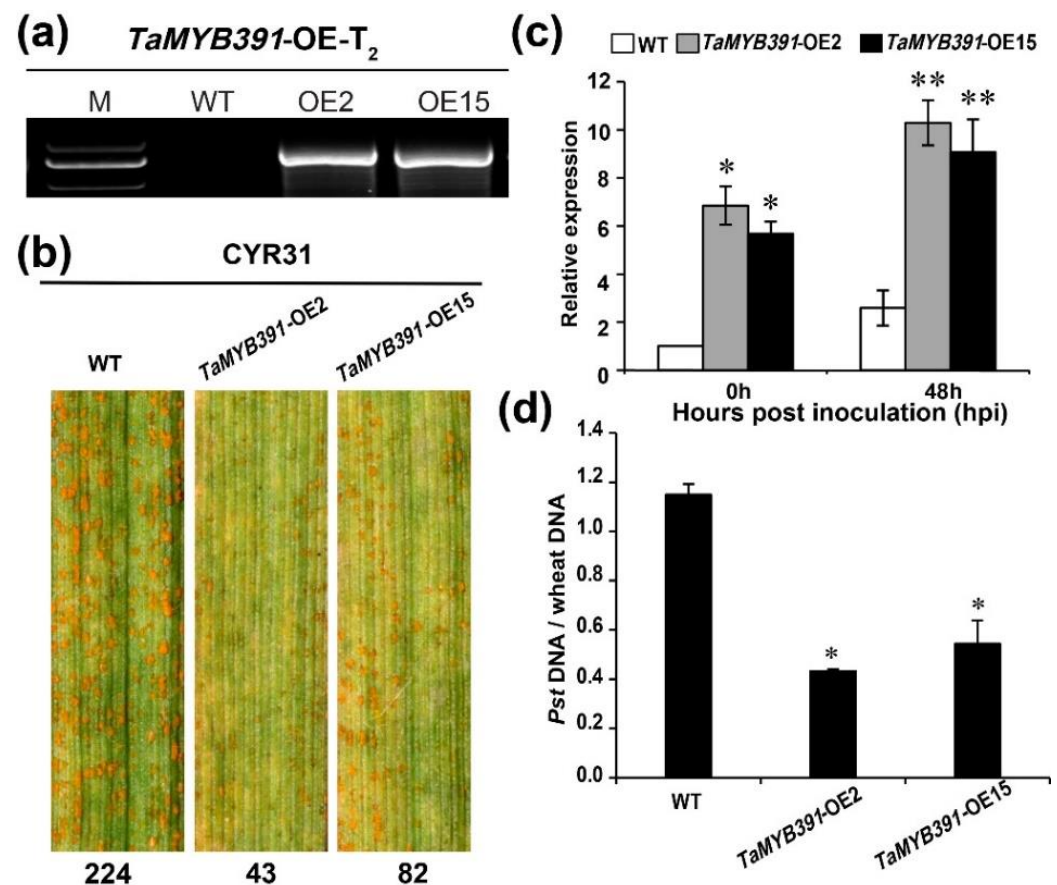 (a)
TaMYB391-OE-T2
M WT OE2 OE15
(b)
CYR31
WT TaMYB391-OE2 TaMYB391-OE15
224 43 82
(c)
WT TaMYB391-OE2 TaMYB391-OE15
Relative expression
12
10
8
6
4
2
0
* * ** **
0h 48h
Hours post inoculation (hpi)
(d)
Pst DNA / wheat DNA
1.4
1.2
1.0
0.8
0.6
0.4
0.2
0.0
* *
WT TaMYB391-OE2 TaMYB391-OE15